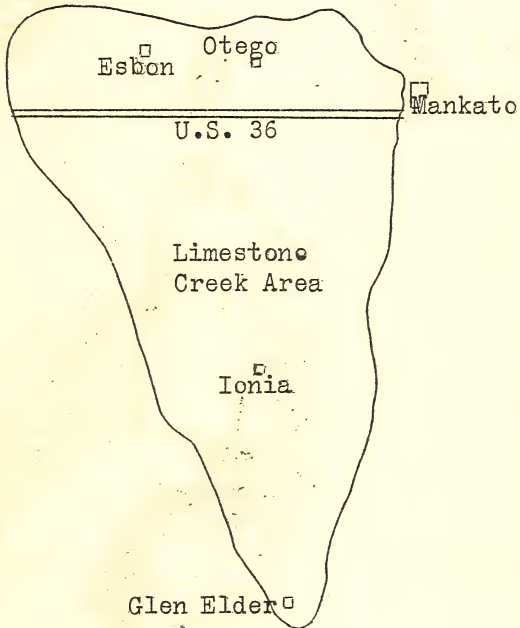 Otego
Esbon
Mankato
U.S. 36
Limestone
Creek Area
Ionia
Glen Elder